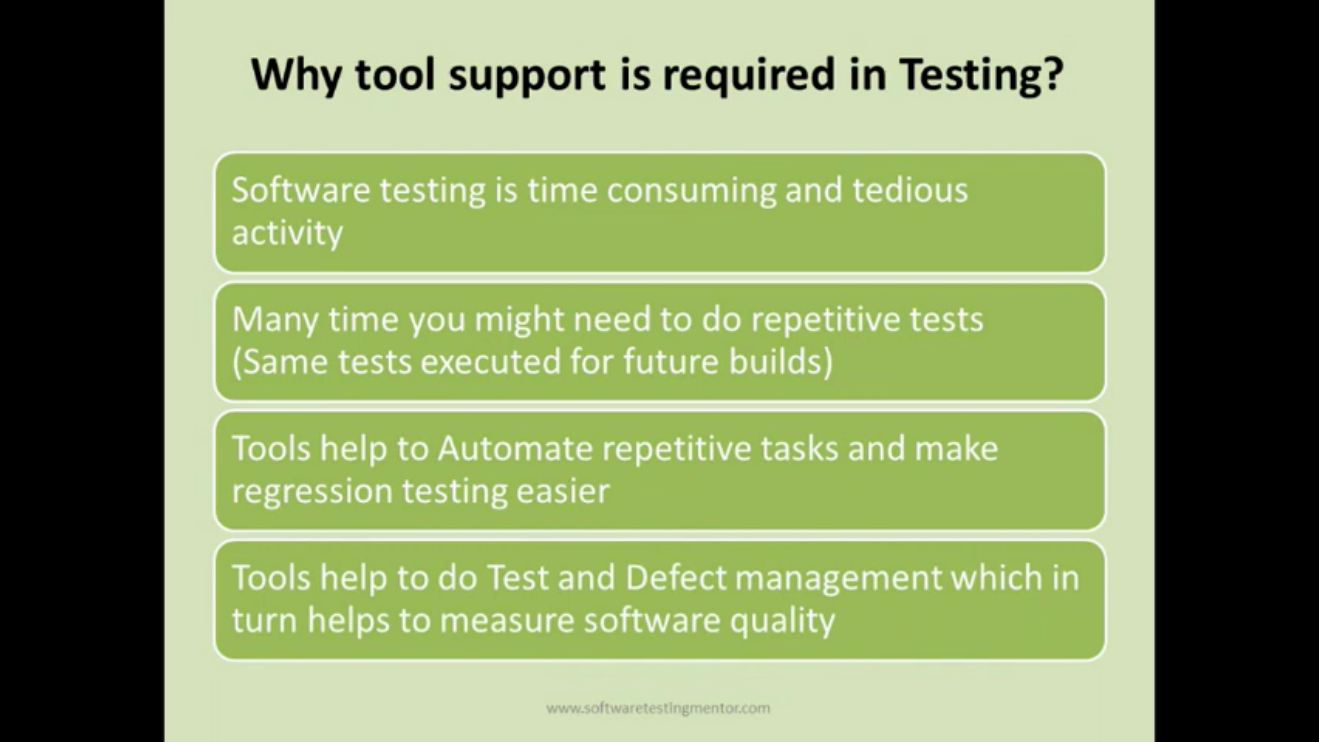 Why tool support is required in Testing?
Software testing is time consuming and tedious
activity
Many time you might need to do repetitive tests
(Same tests executed for future builds)
Tools help to Automate repetitive tasks and make
regression testing easier
Tools help to do Test and Defect management which in
turn helps to measure software quality
www.softwaretestingmentor.com